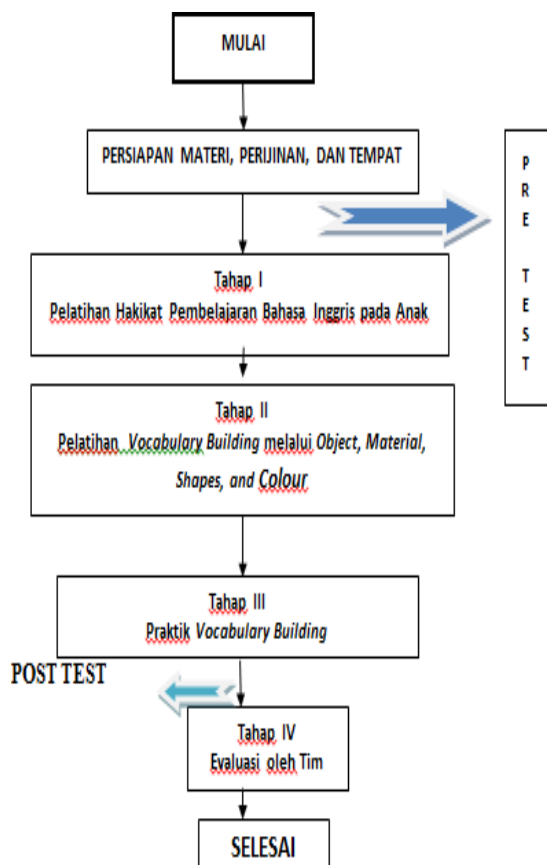 MULAI
PERSIAPAN MATERI, PERIJINAN, DAN TEMPAT
P
R
E
T
E
S
T
Tahap I
Pelatihan Hakikat Pembelajaran Bahasa Inggris pada Anak
Tahap II
Pelatihan Vocabulary Building melalui Object, Material,
Shapes, and Colour
Tahap III
Praktik Vocabulary Building
POST TEST
Tahap IV
Evaluasi oleh Tim
SELESAI